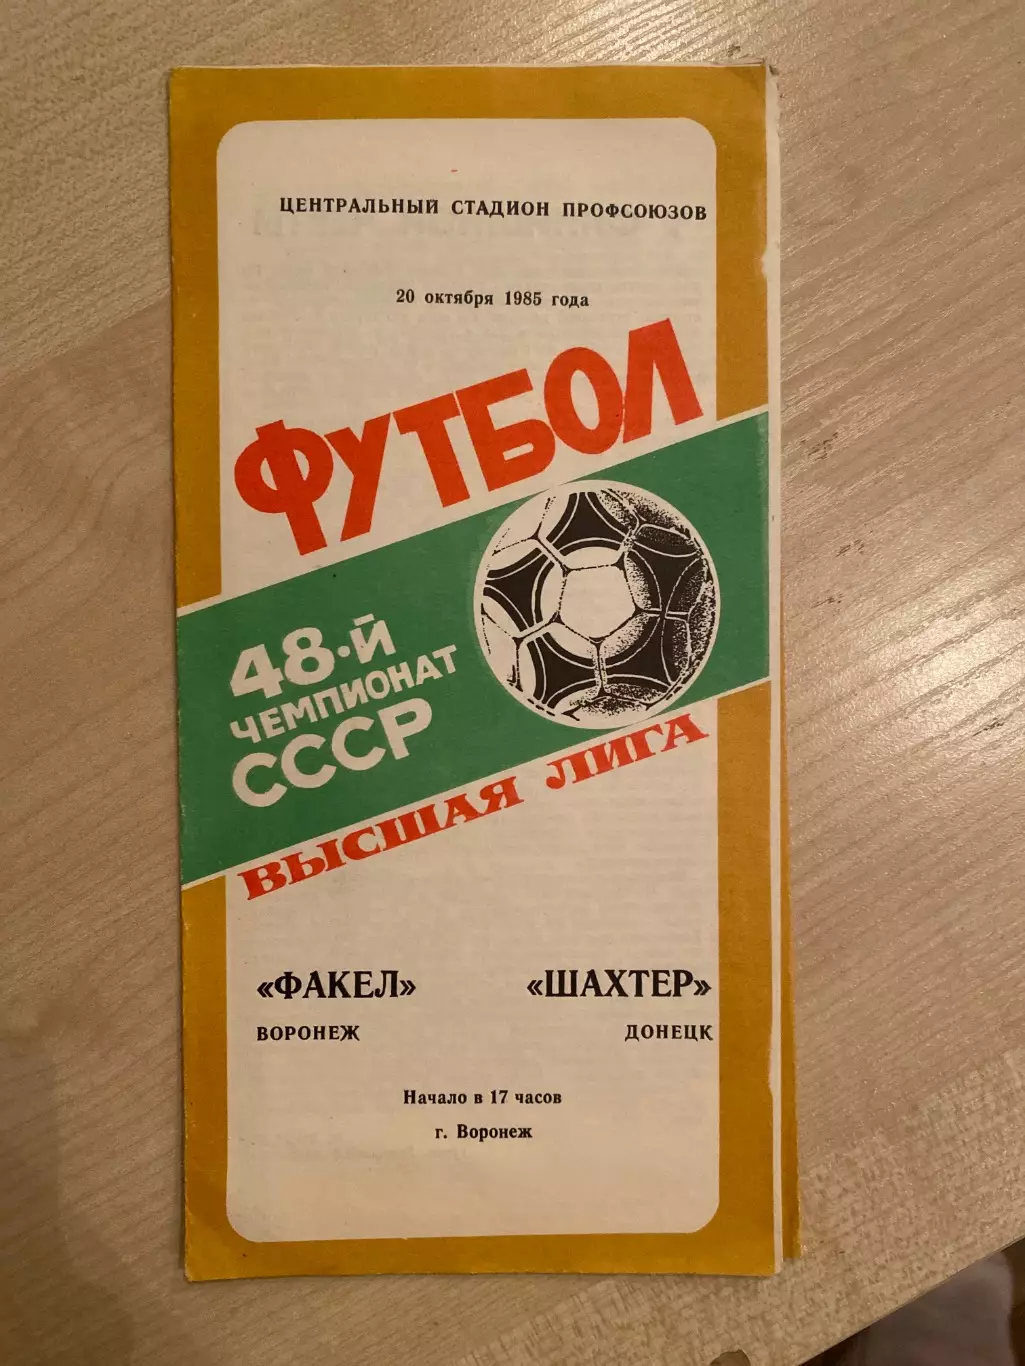 ЦЕНТРАЛЬНЫЙ СТАДИОН ПРОФСОЮЗОВ
20 октября 1985 года
ФУТБОЛ
48-й
ЧЕМПИОНАТ
СССР
ВЫСШАЯ ЛИГА
«ФАКЕЛ» «ШАХТЕР»
ВОРОНЕЖ ДОНЕЦК
Начало в 17 часов
г. Воронеж